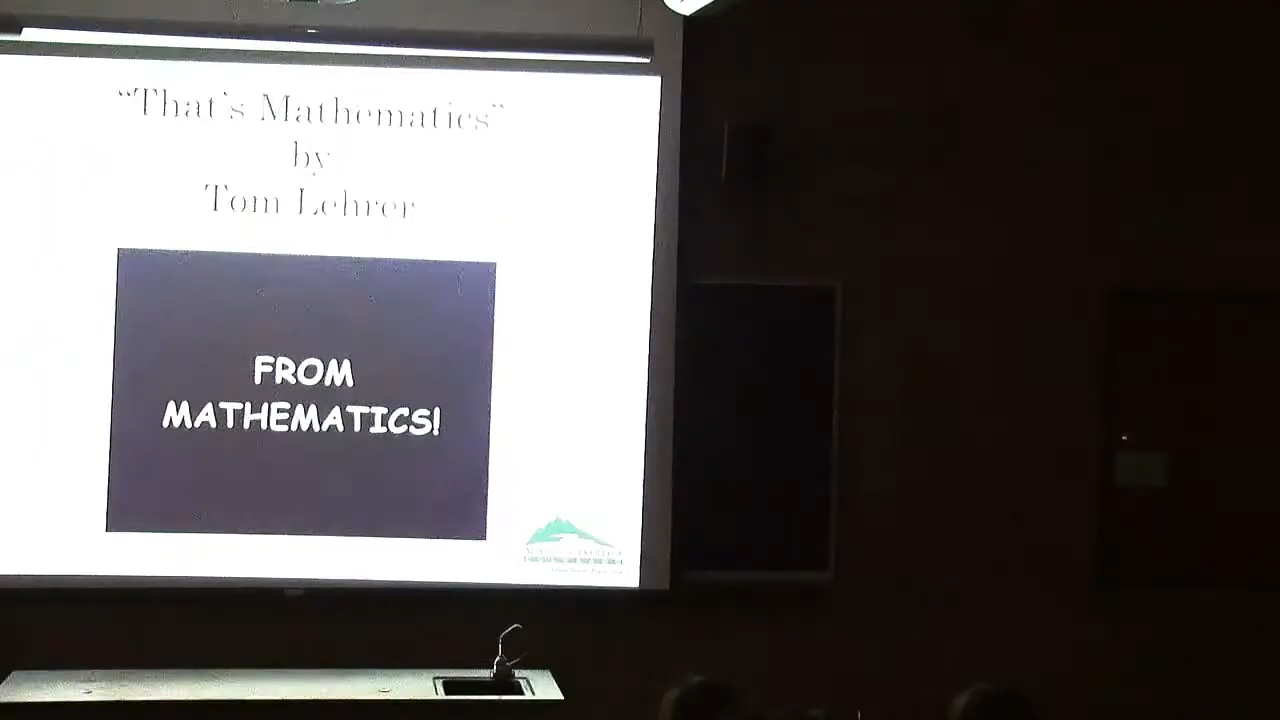 “That's Mathematics”
by
Tom Lehrer
FROM
MATHEMATICS!